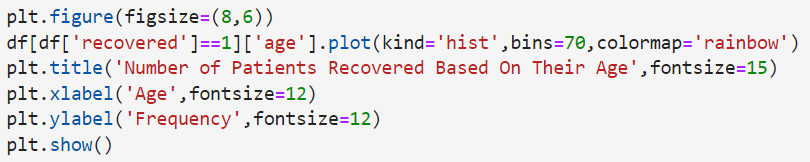 plt.figure(figsize=(8,6))
df[df['recovered']==1]['age'].plot(kind='hist',bins=70,colormap='rainbow')
plt.title('Number of Patients Recovered Based On Their Age',fontsize=15)
plt.xlabel('Age',fontsize=12)
plt.ylabel('Frequency',fontsize=12)
plt.show()